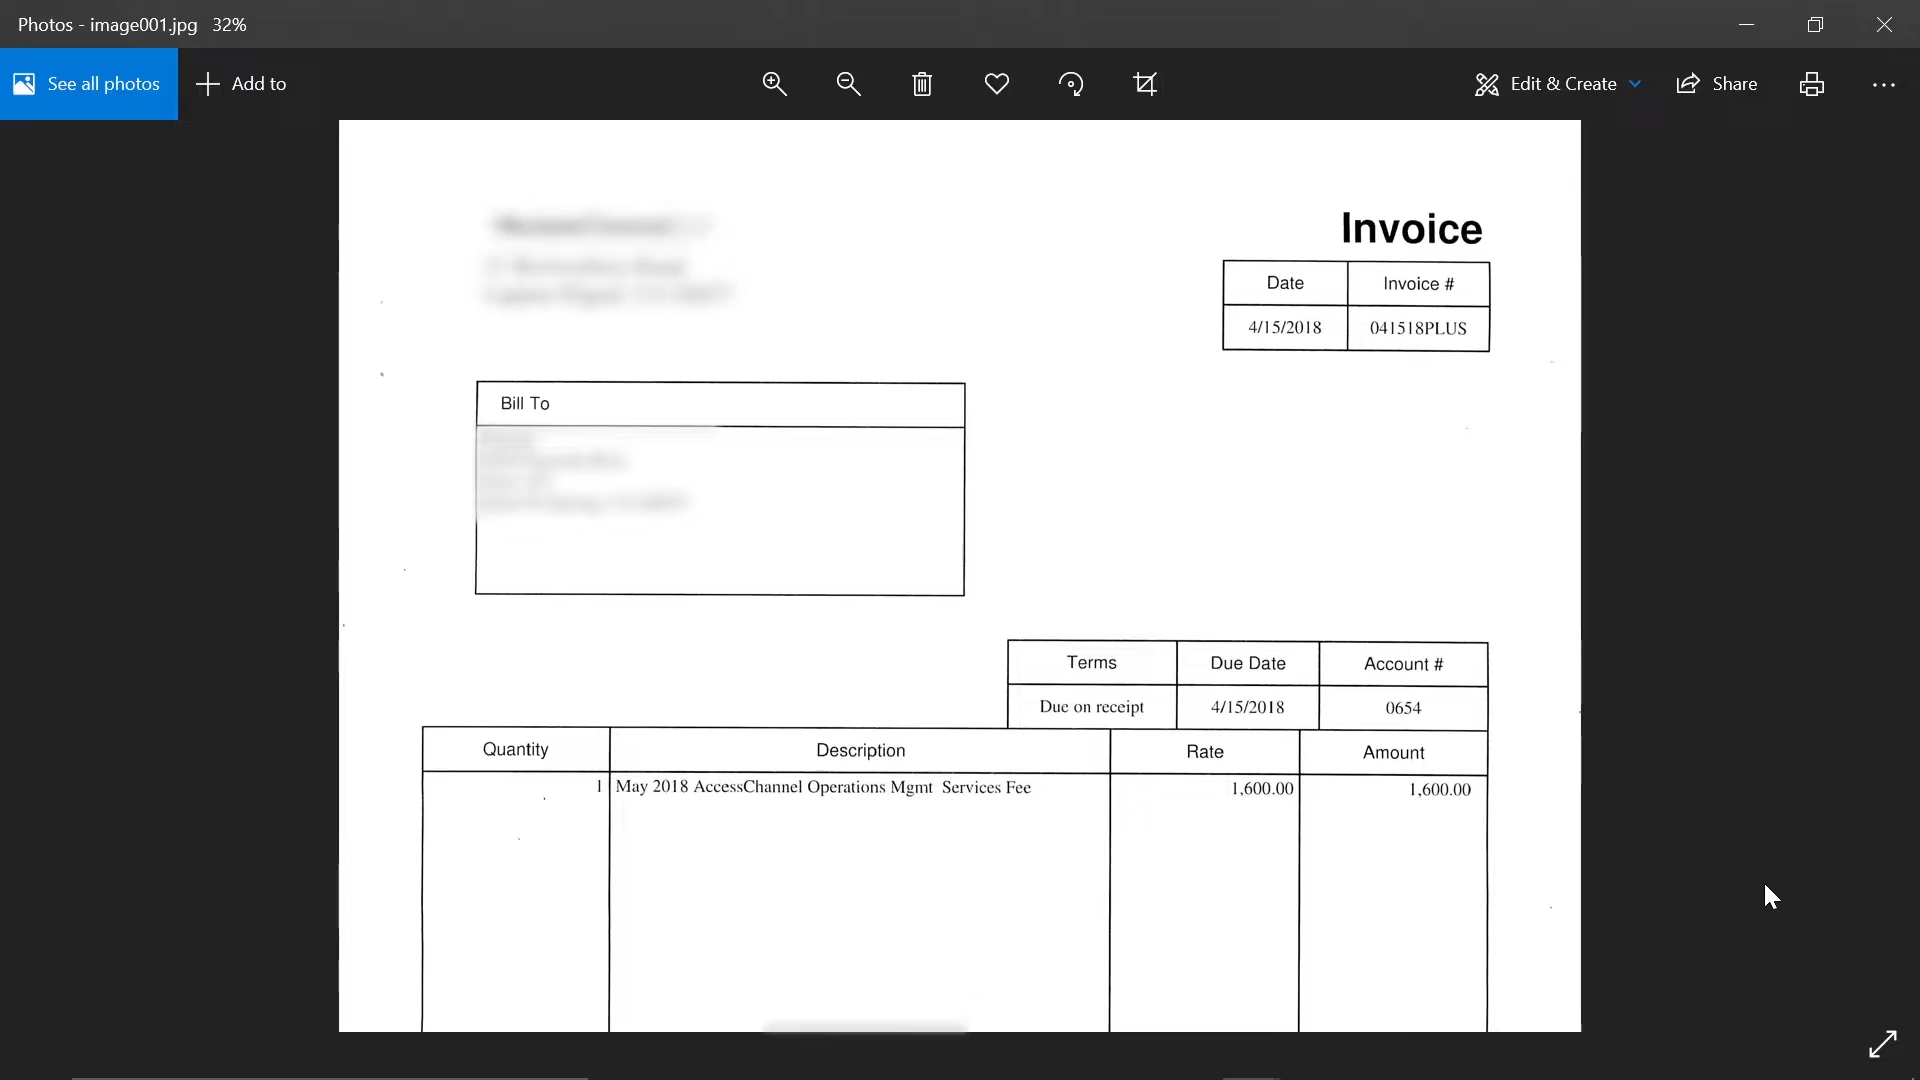 Photos - image001.jpg 32%
See all photos
Add to
Edit & Create
Share
Invoice
Date Invoice #
4/15/2018 041518PLUS
Bill To
Terms Due Date Account #
Due on receipt 4/15/2018 0654
Quantity Description Rate Amount
1 May 2018 AccessChannel Operations Mgmt Services Fee 1,600.00 1,600.00